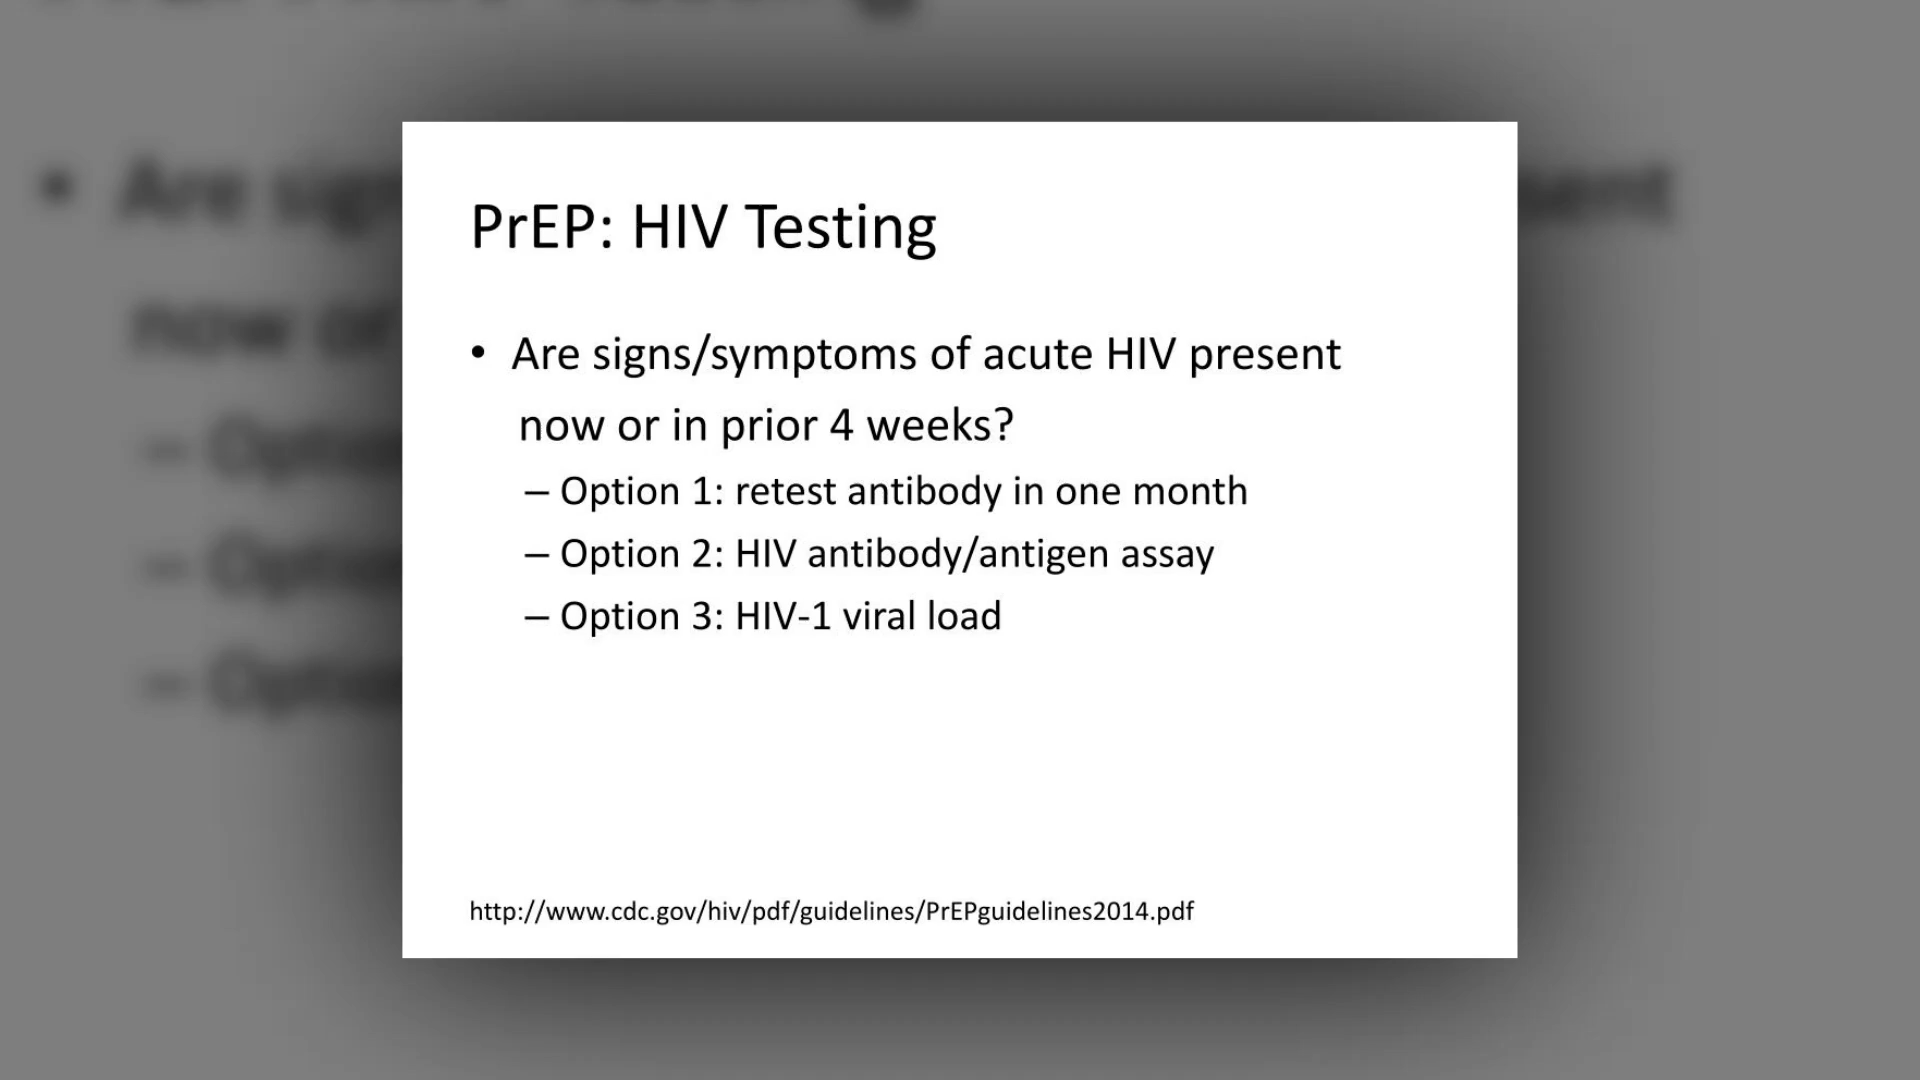 PrEP: HIV Testing
• Are signs/symptoms of acute HIV present
now or in prior 4 weeks?
– Option 1: retest antibody in one month
– Option 2: HIV antibody/antigen assay
– Option 3: HIV-1 viral load
http://www.cdc.gov/hiv/pdf/guidelines/PrEPguidelines2014.pdf